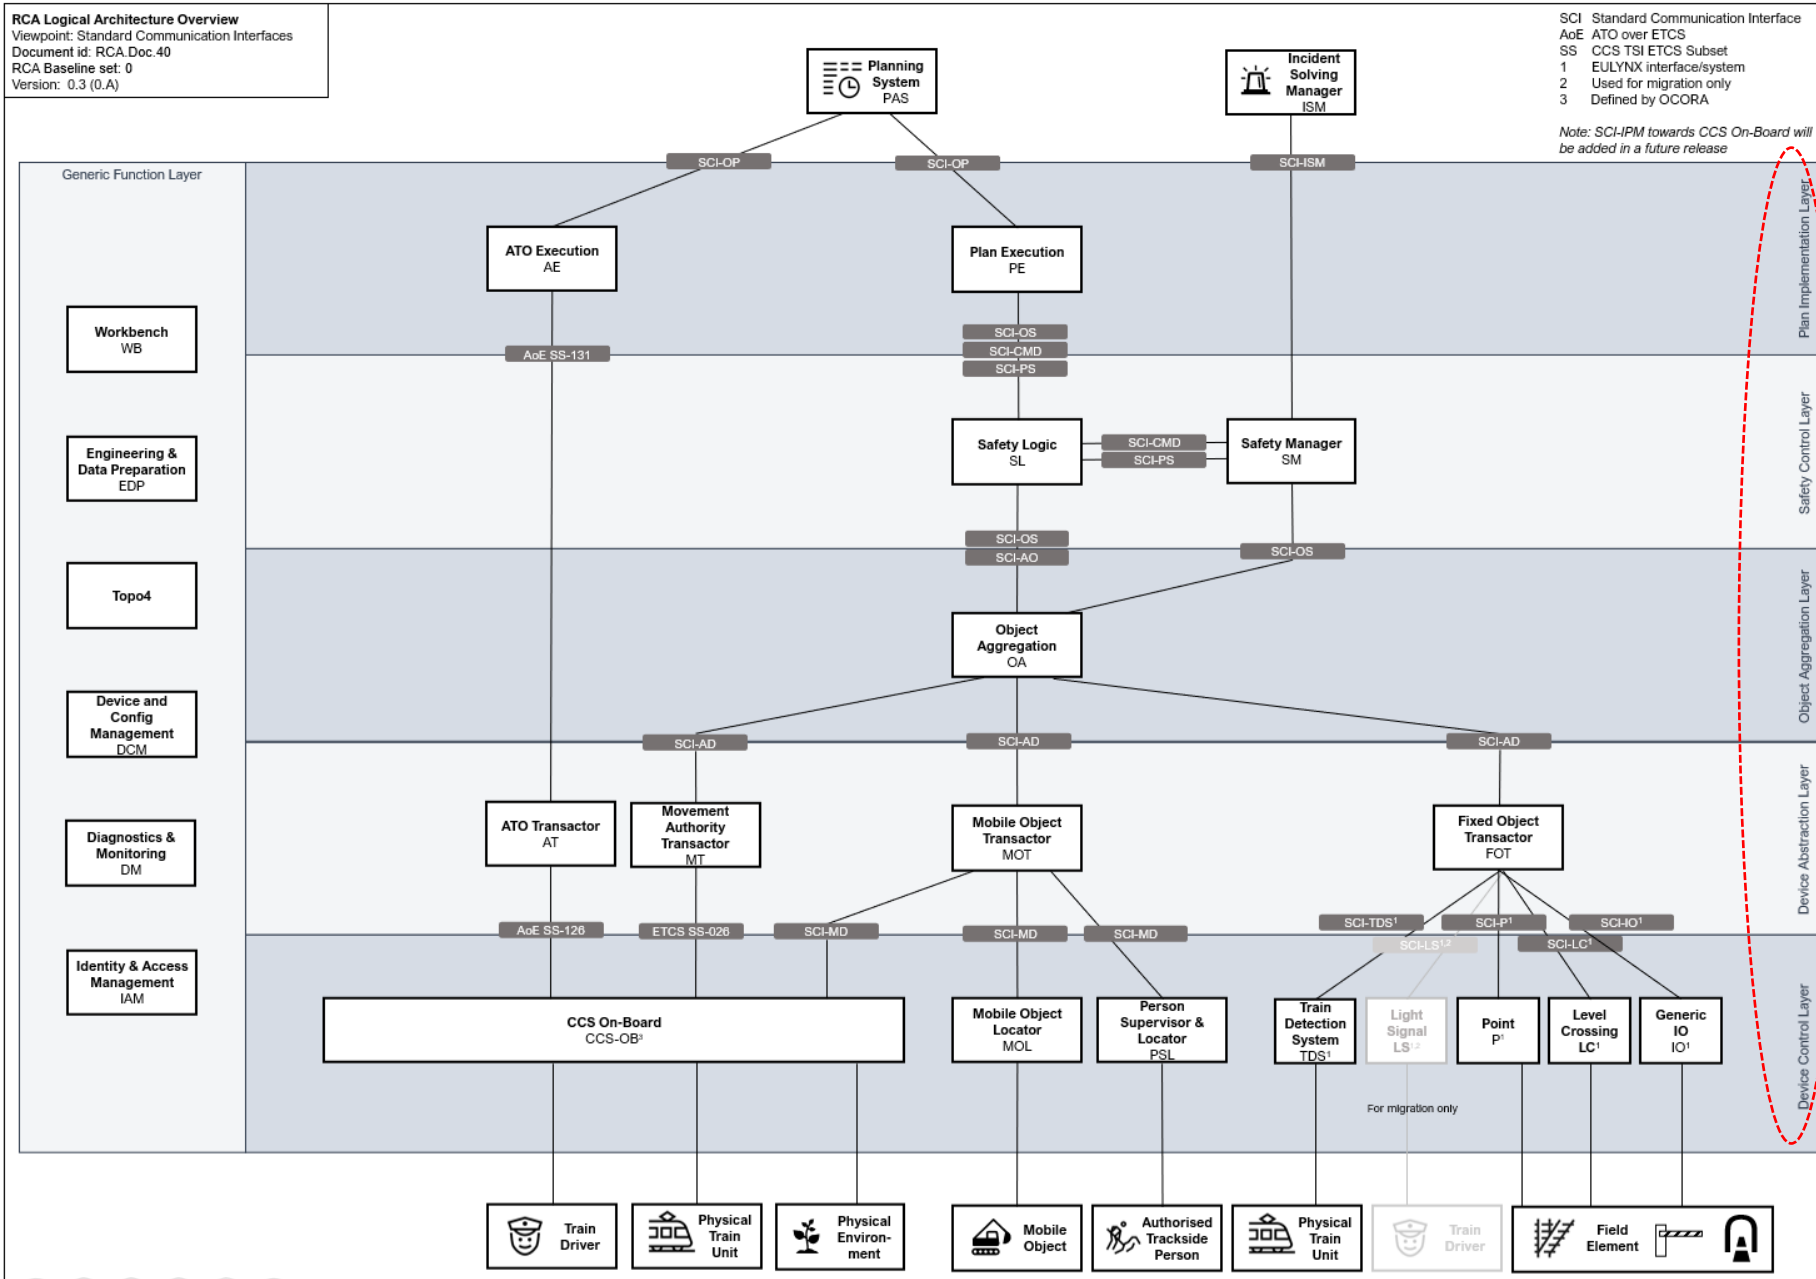 RCA Logical Architecture Overview
Viewpoint: Standard Communication Interfaces
Document id: RCA.Doc.40
RCA Baseline set: 0
Version: 0.3 (0.A)
SCI Standard Communication Interface
AoE ATO over ETCS
SS CCS TSI ETCS Subset
1 EULYNX interface/system
2 Used for migration only
3 Defined by OCORA
Note: SCI-IPM towards CCS On-Board will
be added in a future release
Planning
System
PAS
Incident
Solving
Manager
ISM
SCI-OP
SCI-OP
SCI-ISM
Generic Function Layer
Plan Implementation Layer
ATO Execution
AE
Plan Execution
PE
Workbench
WB
SCI-OS
SCI-CMD
SCI-PS
AoE SS-131
Safety Control Layer
Safety Logic
SL
SCI-CMD
SCI-PS
Safety Manager
SM
Engineering &
Data Preparation
EDP
SCI-OS
SCI-AO
SCI-OS
Topo4
Object Aggregation Layer
Object
Aggregation
OA
Device and
Config
Management
DCM
SCI-AD
SCI-AD
SCI-AD
Device Abstraction Layer
ATO Transactor
AT
Movement
Authority
Transactor
MT
Mobile Object
Transactor
MOT
Fixed Object
Transactor
FOT
Diagnostics &
Monitoring
DM
AoE SS-126
ETCS SS-026
SCI-MD
SCI-MD
SCI-MD
SCI-TDS¹
SCI-P¹
SCI-IO¹
SCI-LS¹,²
SCI-LC¹
Identity & Access
Management
IAM
Device Control Layer
CCS On-Board
CCS-OB³
Mobile Object
Locator
MOL
Person
Supervisor &
Locator
PSL
Train
Detection
System
TDS¹
Light
Signal
LS¹,²
Point
P¹
Level
Crossing
LC¹
Generic
IO
IO¹
For migration only
Train
Driver
Physical
Train
Unit
Physical
Environ-
ment
Mobile
Object
Authorised
Trackside
Person
Physical
Train
Unit
Train
Driver
Field
Element